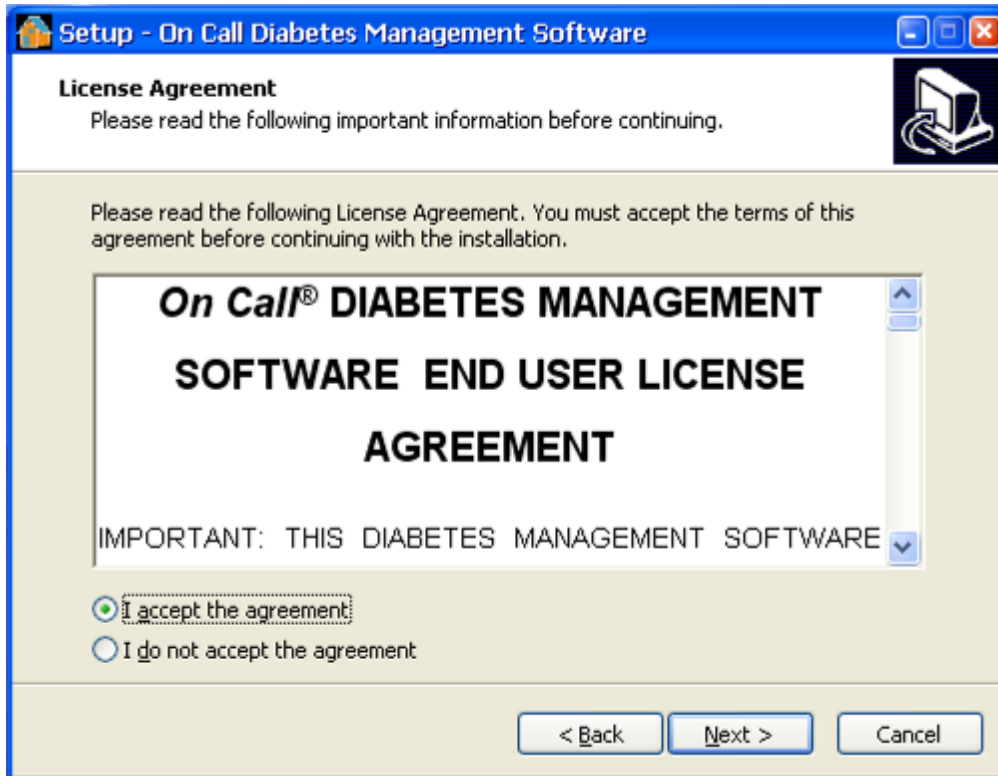 Setup - On Call Diabetes Management Software
License Agreement
Please read the following important information before continuing.
Please read the following License Agreement. You must accept the terms of this
agreement before continuing with the installation.
On Call® DIABETES MANAGEMENT
SOFTWARE END USER LICENSE
AGREEMENT
IMPORTANT: THIS DIABETES MANAGEMENT SOFTWARE
I accept the agreement
I do not accept the agreement
< Back Next > Cancel